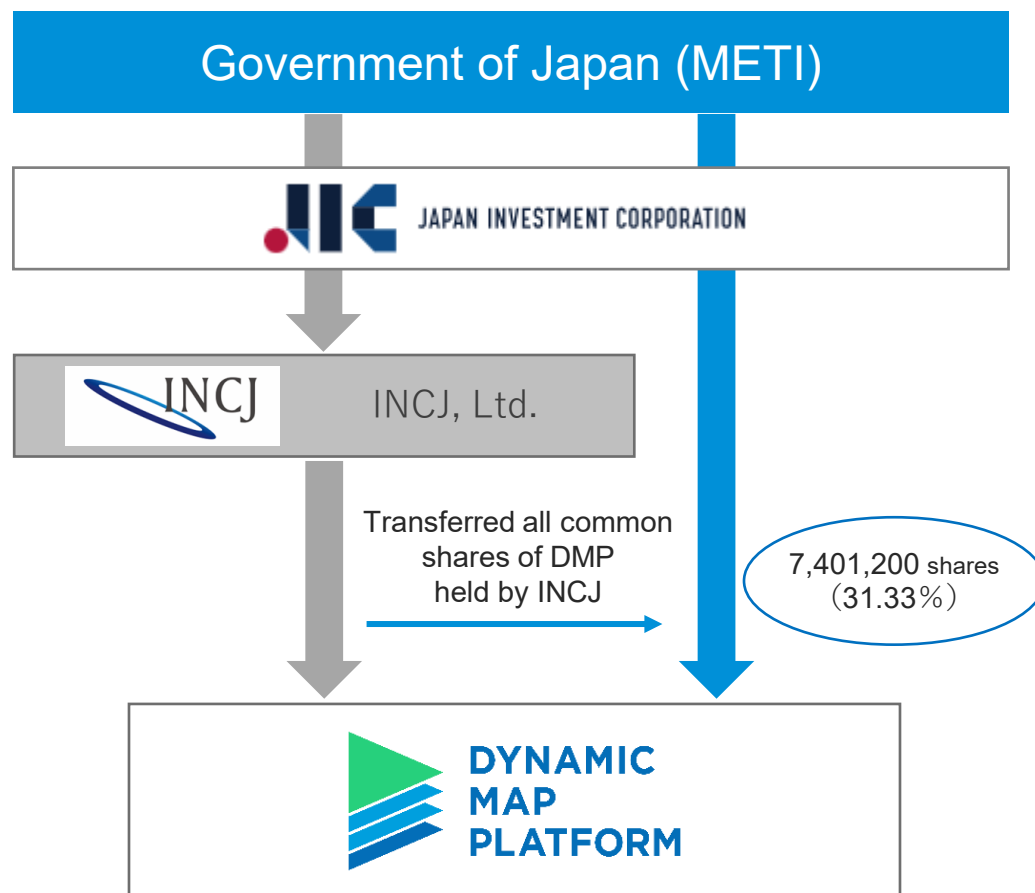 Government of Japan (METI)
JIC JAPAN INVESTMENT CORPORATION
INCJ INCJ, Ltd.
Transferred all common
shares of DMP
held by INCJ
7,401,200 shares
（31.33％）
DYNAMIC
MAP
PLATFORM